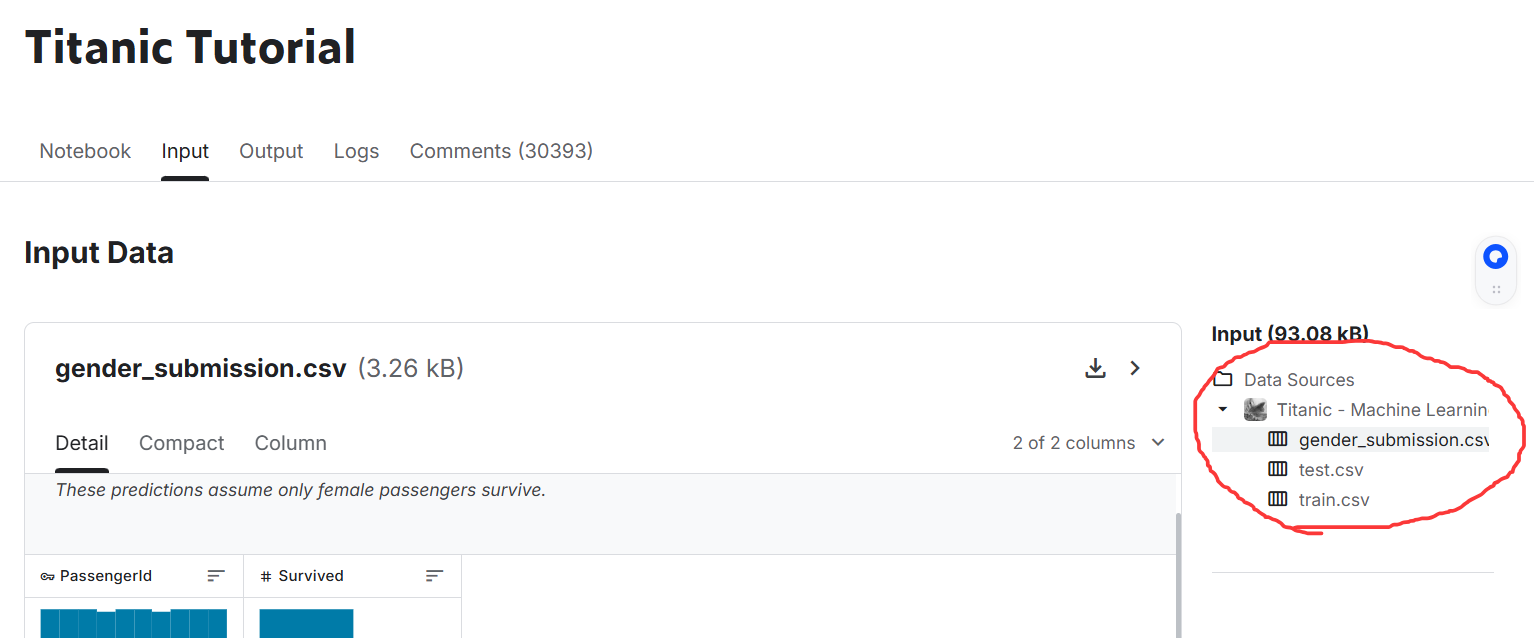 Titanic Tutorial
Notebook Input Output Logs Comments (30393)
Input Data
gender_submission.csv (3.26 kB)
Detail Compact Column 2 of 2 columns
These predictions assume only female passengers survive.
PassengerId # Survived
Input (93.08 kB)
Data Sources
Titanic - Machine Learnin
gender_submission.csv
test.csv
train.csv